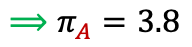 ⟹ π_A = 3.8